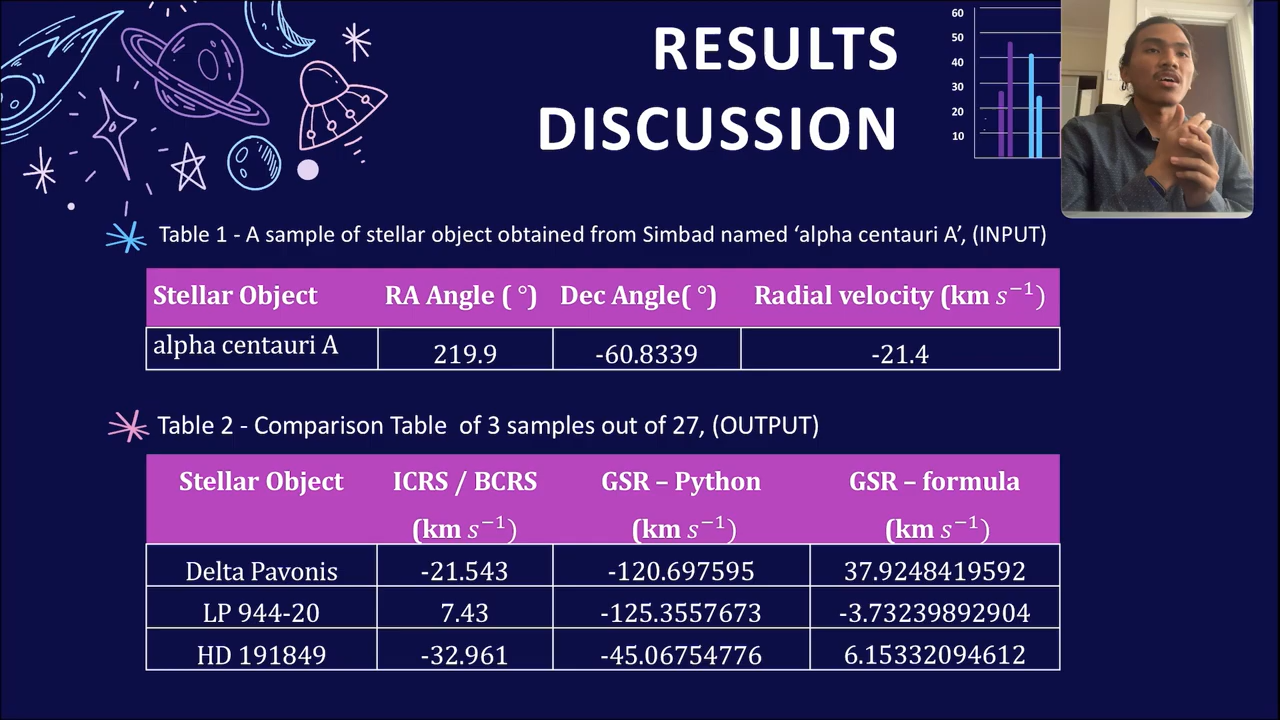 RESULTS
DISCUSSION
60
50
40
30
20
10
Table 1 - A sample of stellar object obtained from Simbad named ‘alpha centauri A’, (INPUT)
Stellar Object RA Angle ( °) Dec Angle( °) Radial velocity (km s⁻¹)
alpha centauri A 219.9 -60.8339 -21.4
Table 2 - Comparison Table of 3 samples out of 27, (OUTPUT)
Stellar Object ICRS / BCRS GSR – Python GSR – formula
(km s⁻¹) (km s⁻¹) (km s⁻¹)
Delta Pavonis -21.543 -120.697595 37.9248419592
LP 944-20 7.43 -125.3557673 -3.73239892904
HD 191849 -32.961 -45.06754776 6.15332094612